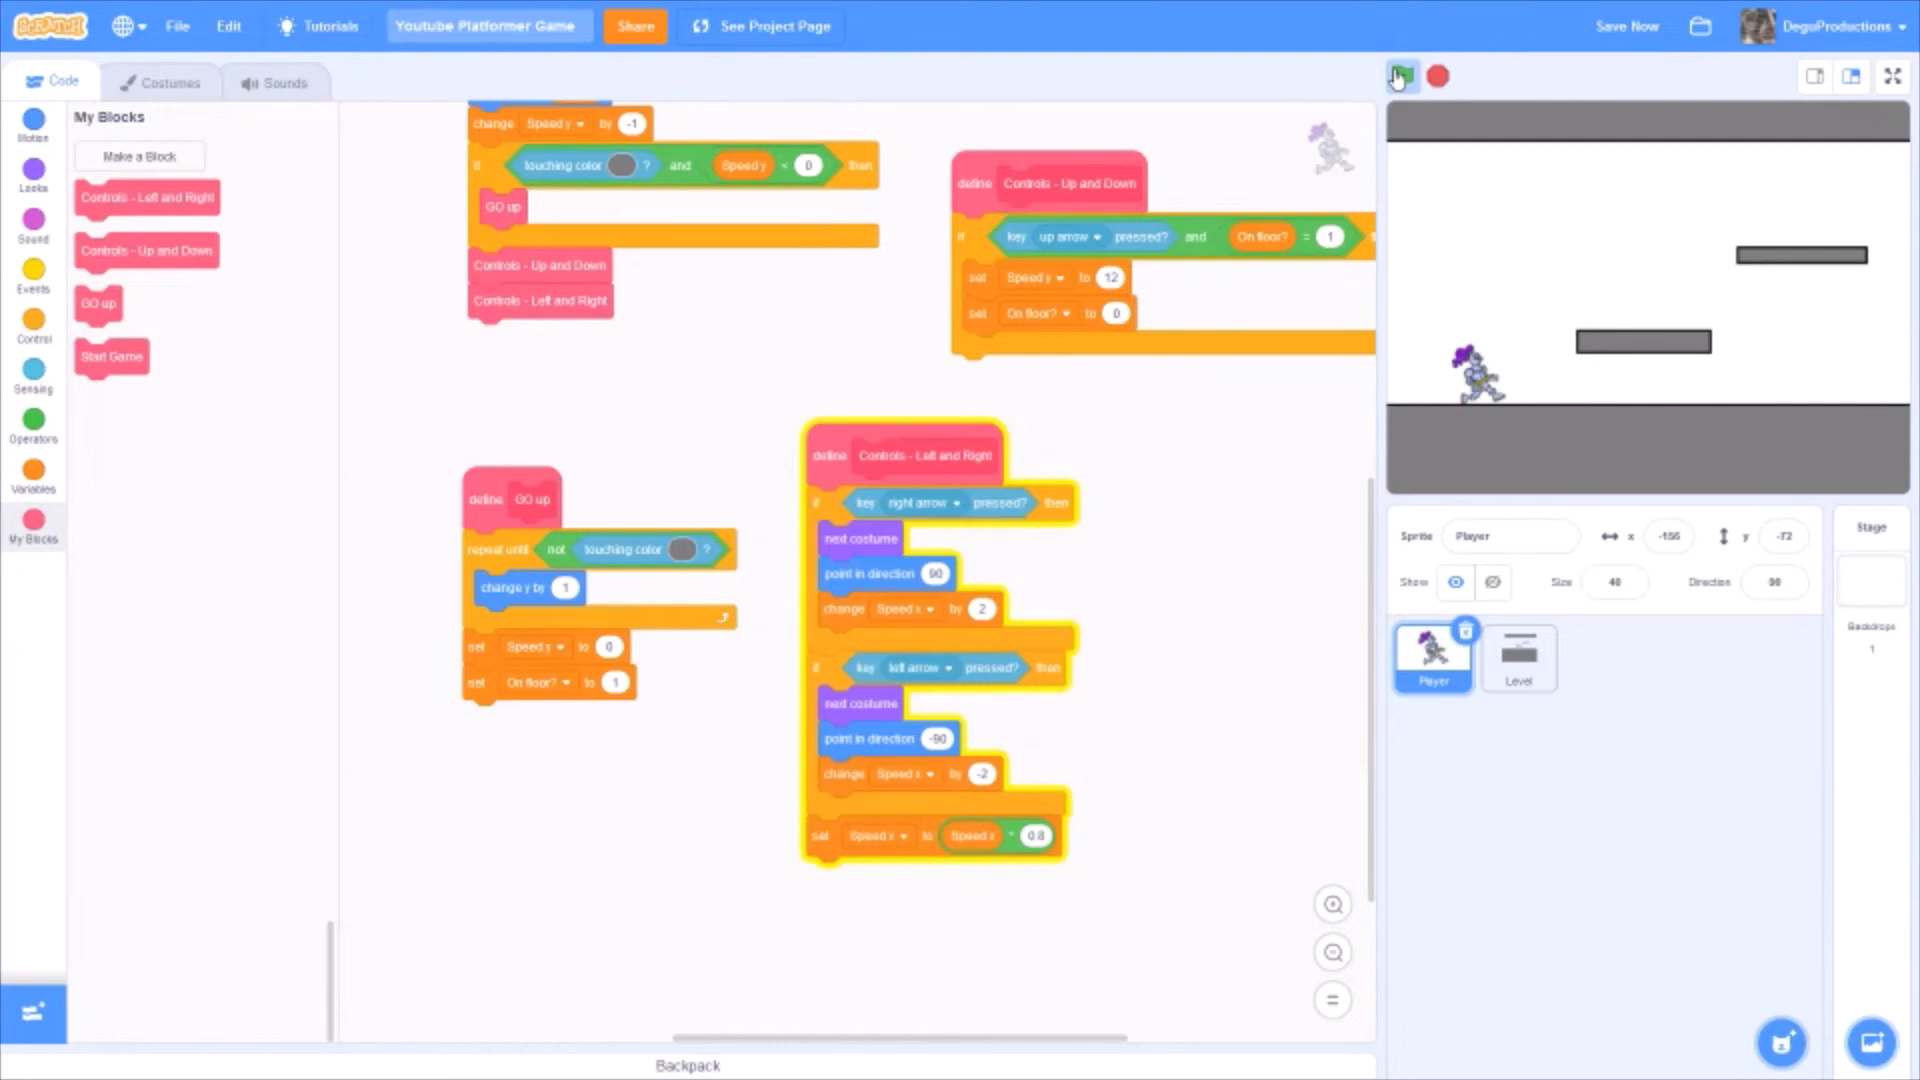 SCRATCH File Edit Tutorials Youtube Platformer Game Share See Project Page Save Now DeguProductions
Code Costumes Sounds
Motion
Looks
Sound
Events
Control
Sensing
Operators
Variables
My Blocks
My Blocks
Make a Block
Controls - Left and Right
Controls - Up and Down
GO up
Start Game
change Speed y by -1
if touching color ? and Speed y < 0 then
GO up
Controls - Up and Down
Controls - Left and Right
define Controls - Up and Down
if key up arrow pressed? and On floor? = 1
set Speed y to 12
set On floor? to 0
define GO up
repeat until not touching color ?
change y by 1
set Speed y to 0
set On floor? to 1
define Controls - Left and Right
if key right arrow pressed? then
next costume
point in direction 90
change Speed x by 2
if key left arrow pressed? then
next costume
point in direction -90
change Speed x by -2
set Speed x to Speed x * 0.8
Backpack
Sprite Player x -156 y -72
Show Size 40 Direction 90
Player
Level
Stage
Backdrops
1